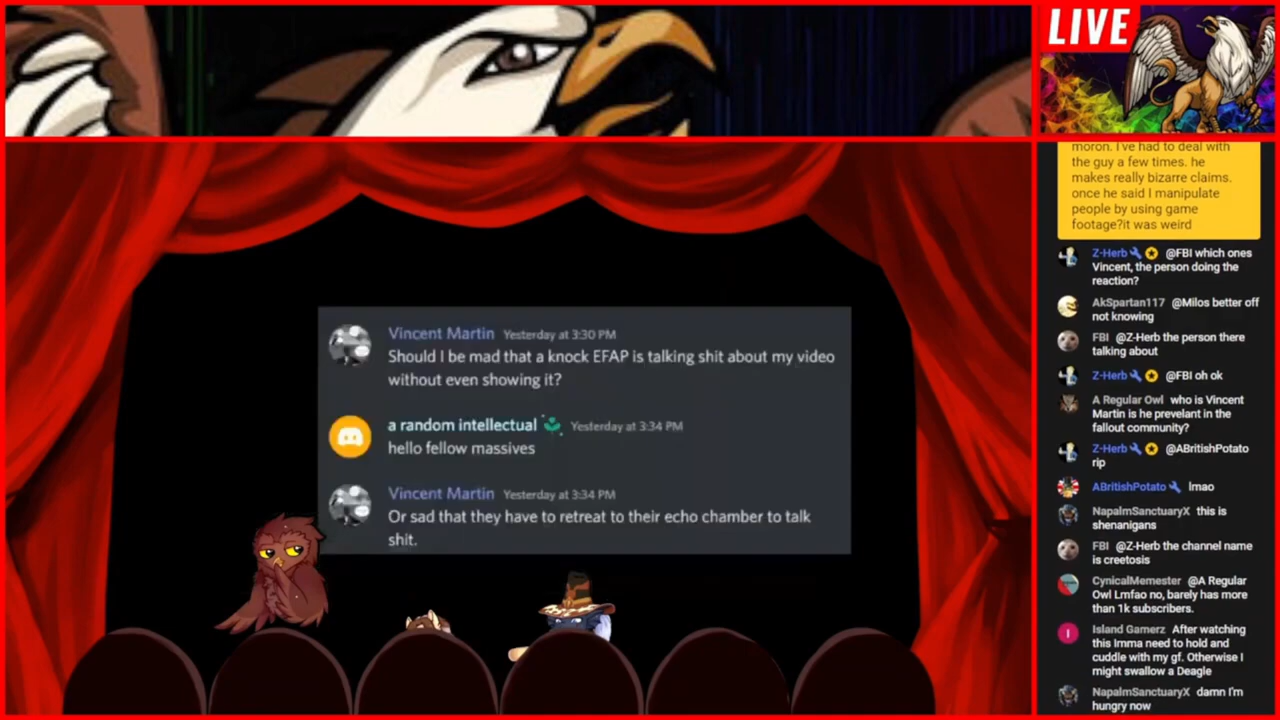 LIVE
Vincent Martin Yesterday at 3:30 PM
Should I be mad that a knock EFAP is talking shit about my video
without even showing it?
a random intellectual Yesterday at 3:34 PM
hello fellow massives
Vincent Martin Yesterday at 3:34 PM
Or sad that they have to retreat to their echo chamber to talk
shit.
moron. I've had to deal with
the guy a few times. he
makes really bizarre claims.
once he said I manipulate
people by using game
footage?it was weird
Z-Herb @FBI which ones
Vincent, the person doing the
reaction?
AkSpartan117 @Milos better off
not knowing
FBI @Z-Herb the person there
talking about
Z-Herb @FBI oh ok
A Regular Owl who is Vincent
Martin is he prevelant in the
fallout community?
Z-Herb @ABritishPotato
rip
ABritishPotato lmao
NapalmSanctuaryX this is
shenanigans
FBI @Z-Herb the channel name
is creetosis
CynicalMemester @A Regular
Owl Lmfao no, barely has more
than 1k subscribers.
I
Island Gamerz After watching
this Imma need to hold and
cuddle with my gf. Otherwise I
might swallow a Deagle
NapalmSanctuaryX damn I'm
hungry now